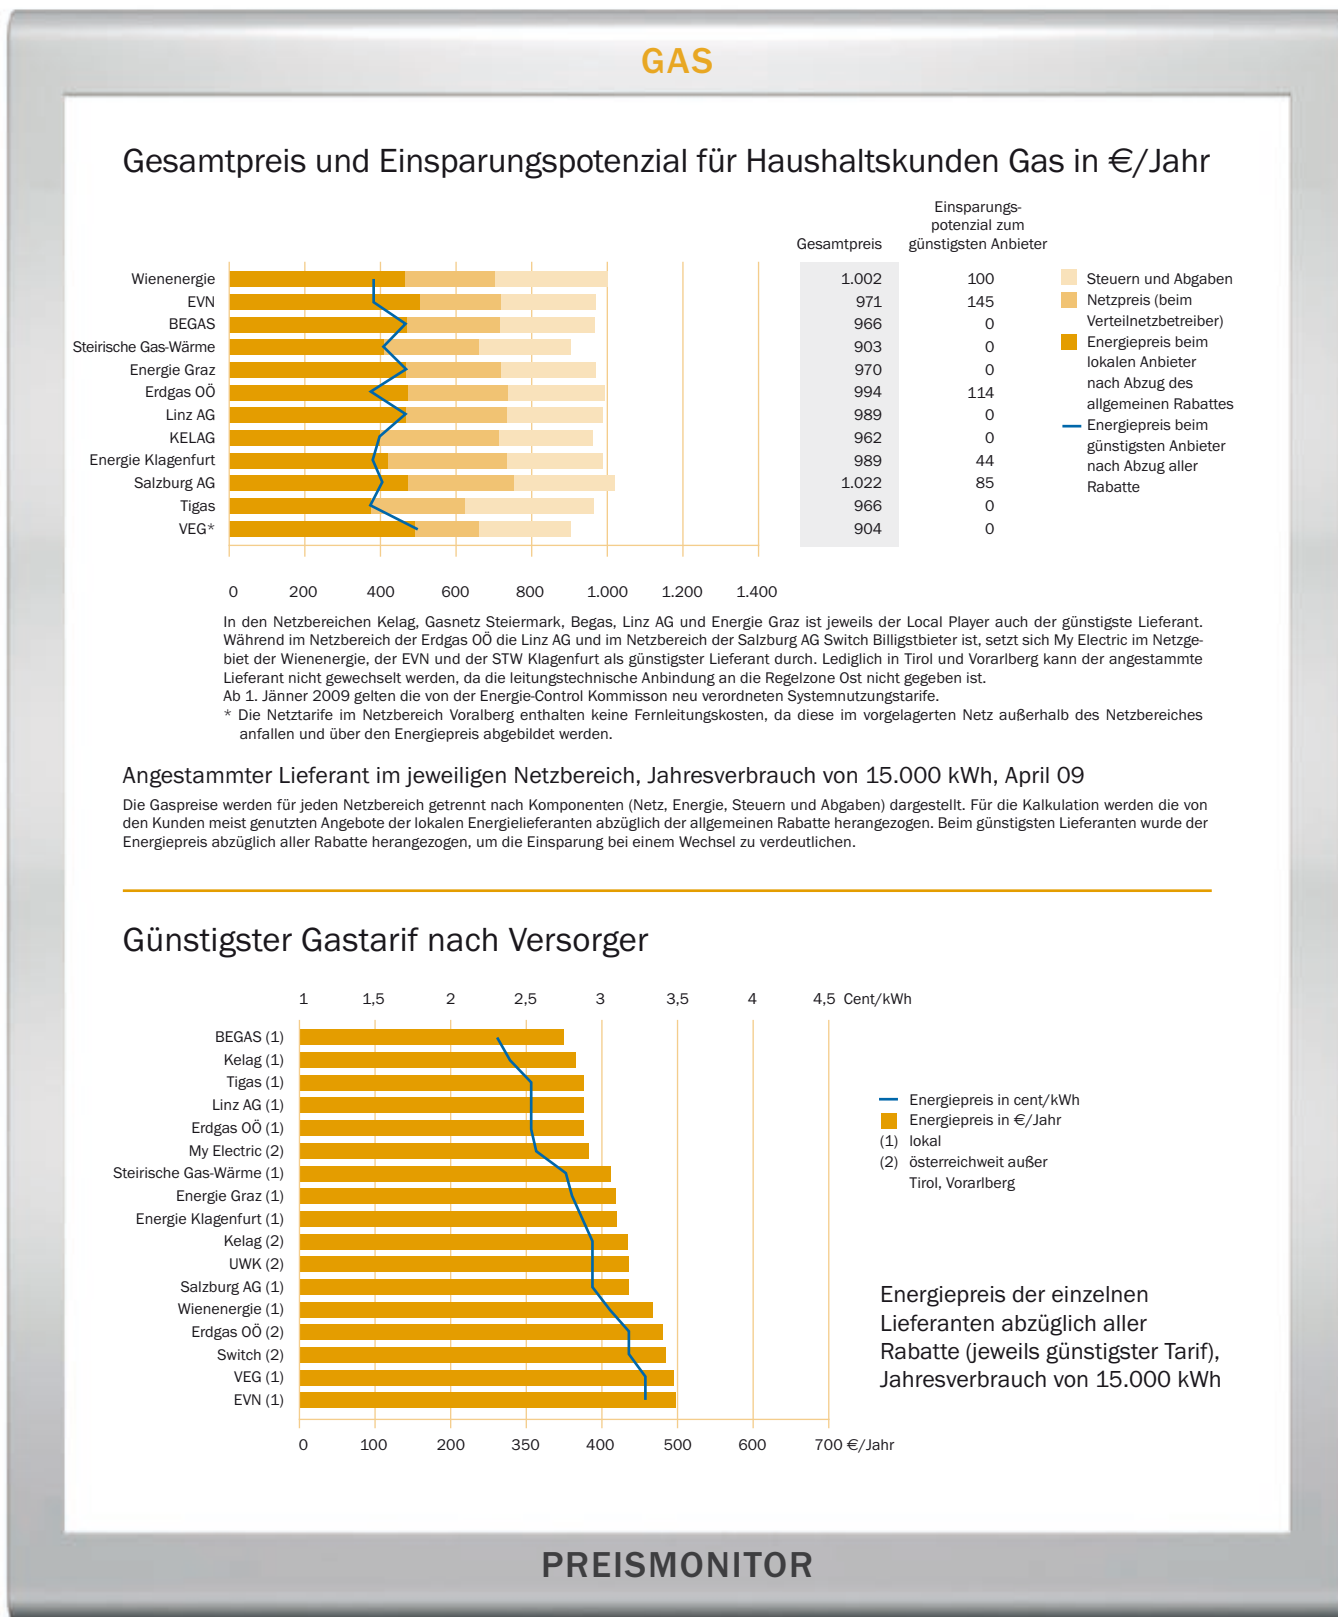 GAS
Gesamtpreis und Einsparungspotenzial für Haushaltskunden Gas in €/Jahr
Einsparungs-
potenzial zum
Gesamtpreis günstigsten Anbieter
Wienenergie 1.002 100
EVN 971 145
BEGAS 966 0
Steirische Gas-Wärme 903 0
Energie Graz 970 0
Erdgas OÖ 994 114
Linz AG 989 0
KELAG 962 0
Energie Klagenfurt 989 44
Salzburg AG 1.022 85
Tigas 966 0
VEG* 904 0
Steuern und Abgaben
Netzpreis (beim
Verteilnetzbetreiber)
Energiepreis beim
lokalen Anbieter
nach Abzug des
allgemeinen Rabattes
Energiepreis beim
günstigsten Anbieter
nach Abzug aller
Rabatte
0 200 400 600 800 1.000 1.200 1.400
In den Netzbereichen Kelag, Gasnetz Steiermark, Begas, Linz AG und Energie Graz ist jeweils der Local Player auch der günstigste Lieferant.
Während im Netzbereich der Erdgas OÖ die Linz AG und im Netzbereich der Salzburg AG Switch Billigstbieter ist, setzt sich My Electric im Netzge-
biet der Wienenergie, der EVN und der STW Klagenfurt als günstigster Lieferant durch. Lediglich in Tirol und Vorarlberg kann der angestammte
Lieferant nicht gewechselt werden, da die leitungstechnische Anbindung an die Regelzone Ost nicht gegeben ist.
Ab 1. Jänner 2009 gelten die von der Energie-Control Kommisson neu verordneten Systemnutzungstarife.
* Die Netztarife im Netzbereich Voralberg enthalten keine Fernleitungskosten, da diese im vorgelagerten Netz außerhalb des Netzbereiches
anfallen und über den Energiepreis abgebildet werden.
Angestammter Lieferant im jeweiligen Netzbereich, Jahresverbrauch von 15.000 kWh, April 09
Die Gaspreise werden für jeden Netzbereich getrennt nach Komponenten (Netz, Energie, Steuern und Abgaben) dargestellt. Für die Kalkulation werden die von
den Kunden meist genutzten Angebote der lokalen Energielieferanten abzüglich der allgemeinen Rabatte herangezogen. Beim günstigsten Lieferanten wurde der
Energiepreis abzüglich aller Rabatte herangezogen, um die Einsparung bei einem Wechsel zu verdeutlichen.
Günstigster Gastarif nach Versorger
1 1,5 2 2,5 3 3,5 4 4,5 Cent/kWh
BEGAS (1)
Kelag (1)
Tigas (1)
Linz AG (1)
Erdgas OÖ (1)
My Electric (2)
Steirische Gas-Wärme (1)
Energie Graz (1)
Energie Klagenfurt (1)
Kelag (2)
UWK (2)
Salzburg AG (1)
Wienenergie (1)
Erdgas OÖ (2)
Switch (2)
VEG (1)
EVN (1)
0 100 200 350 400 500 600 700 €/Jahr
Energiepreis in cent/kWh
Energiepreis in €/Jahr
(1) lokal
(2) österreichweit außer
Tirol, Vorarlberg
Energiepreis der einzelnen
Lieferanten abzüglich aller
Rabatte (jeweils günstigster Tarif),
Jahresverbrauch von 15.000 kWh
PREISMONITOR